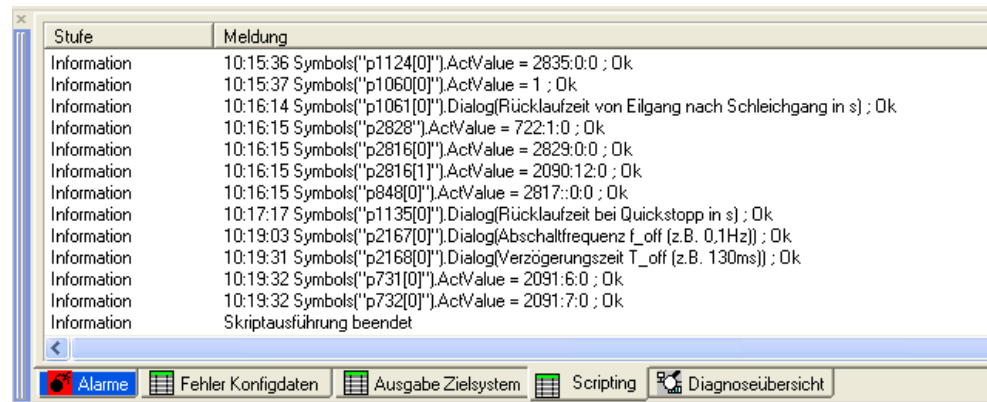 Stufe Meldung
Information 10:15:36 Symbols("p1124[0]").ActValue = 2835:0:0 ; Ok
Information 10:15:37 Symbols("p1060[0]").ActValue = 1 ; Ok
Information 10:16:14 Symbols("p1061[0]").Dialog(Rücklaufzeit von Eilgang nach Schleichgang in s) ; Ok
Information 10:16:15 Symbols("p2828").ActValue = 722:1:0 ; Ok
Information 10:16:15 Symbols("p2816[0]").ActValue = 2829:0:0 ; Ok
Information 10:16:15 Symbols("p2816[1]").ActValue = 2090:12:0 ; Ok
Information 10:16:15 Symbols("p848[0]").ActValue = 2817::0:0 ; Ok
Information 10:17:17 Symbols("p1135[0]").Dialog(Rücklaufzeit bei Quickstopp in s) ; Ok
Information 10:19:03 Symbols("p2167[0]").Dialog(Abschaltfrequenz f_off (z.B. 0,1Hz)) ; Ok
Information 10:19:31 Symbols("p2168[0]").Dialog(Verzögerungszeit T_off (z.B. 130ms)) ; Ok
Information 10:19:32 Symbols("p731[0]").ActValue = 2091:6:0 ; Ok
Information 10:19:32 Symbols("p732[0]").ActValue = 2091:7:0 ; Ok
Information Skriptausführung beendet
Alarme Fehler Konfigdaten Ausgabe Zielsystem Scripting Diagnoseübersicht